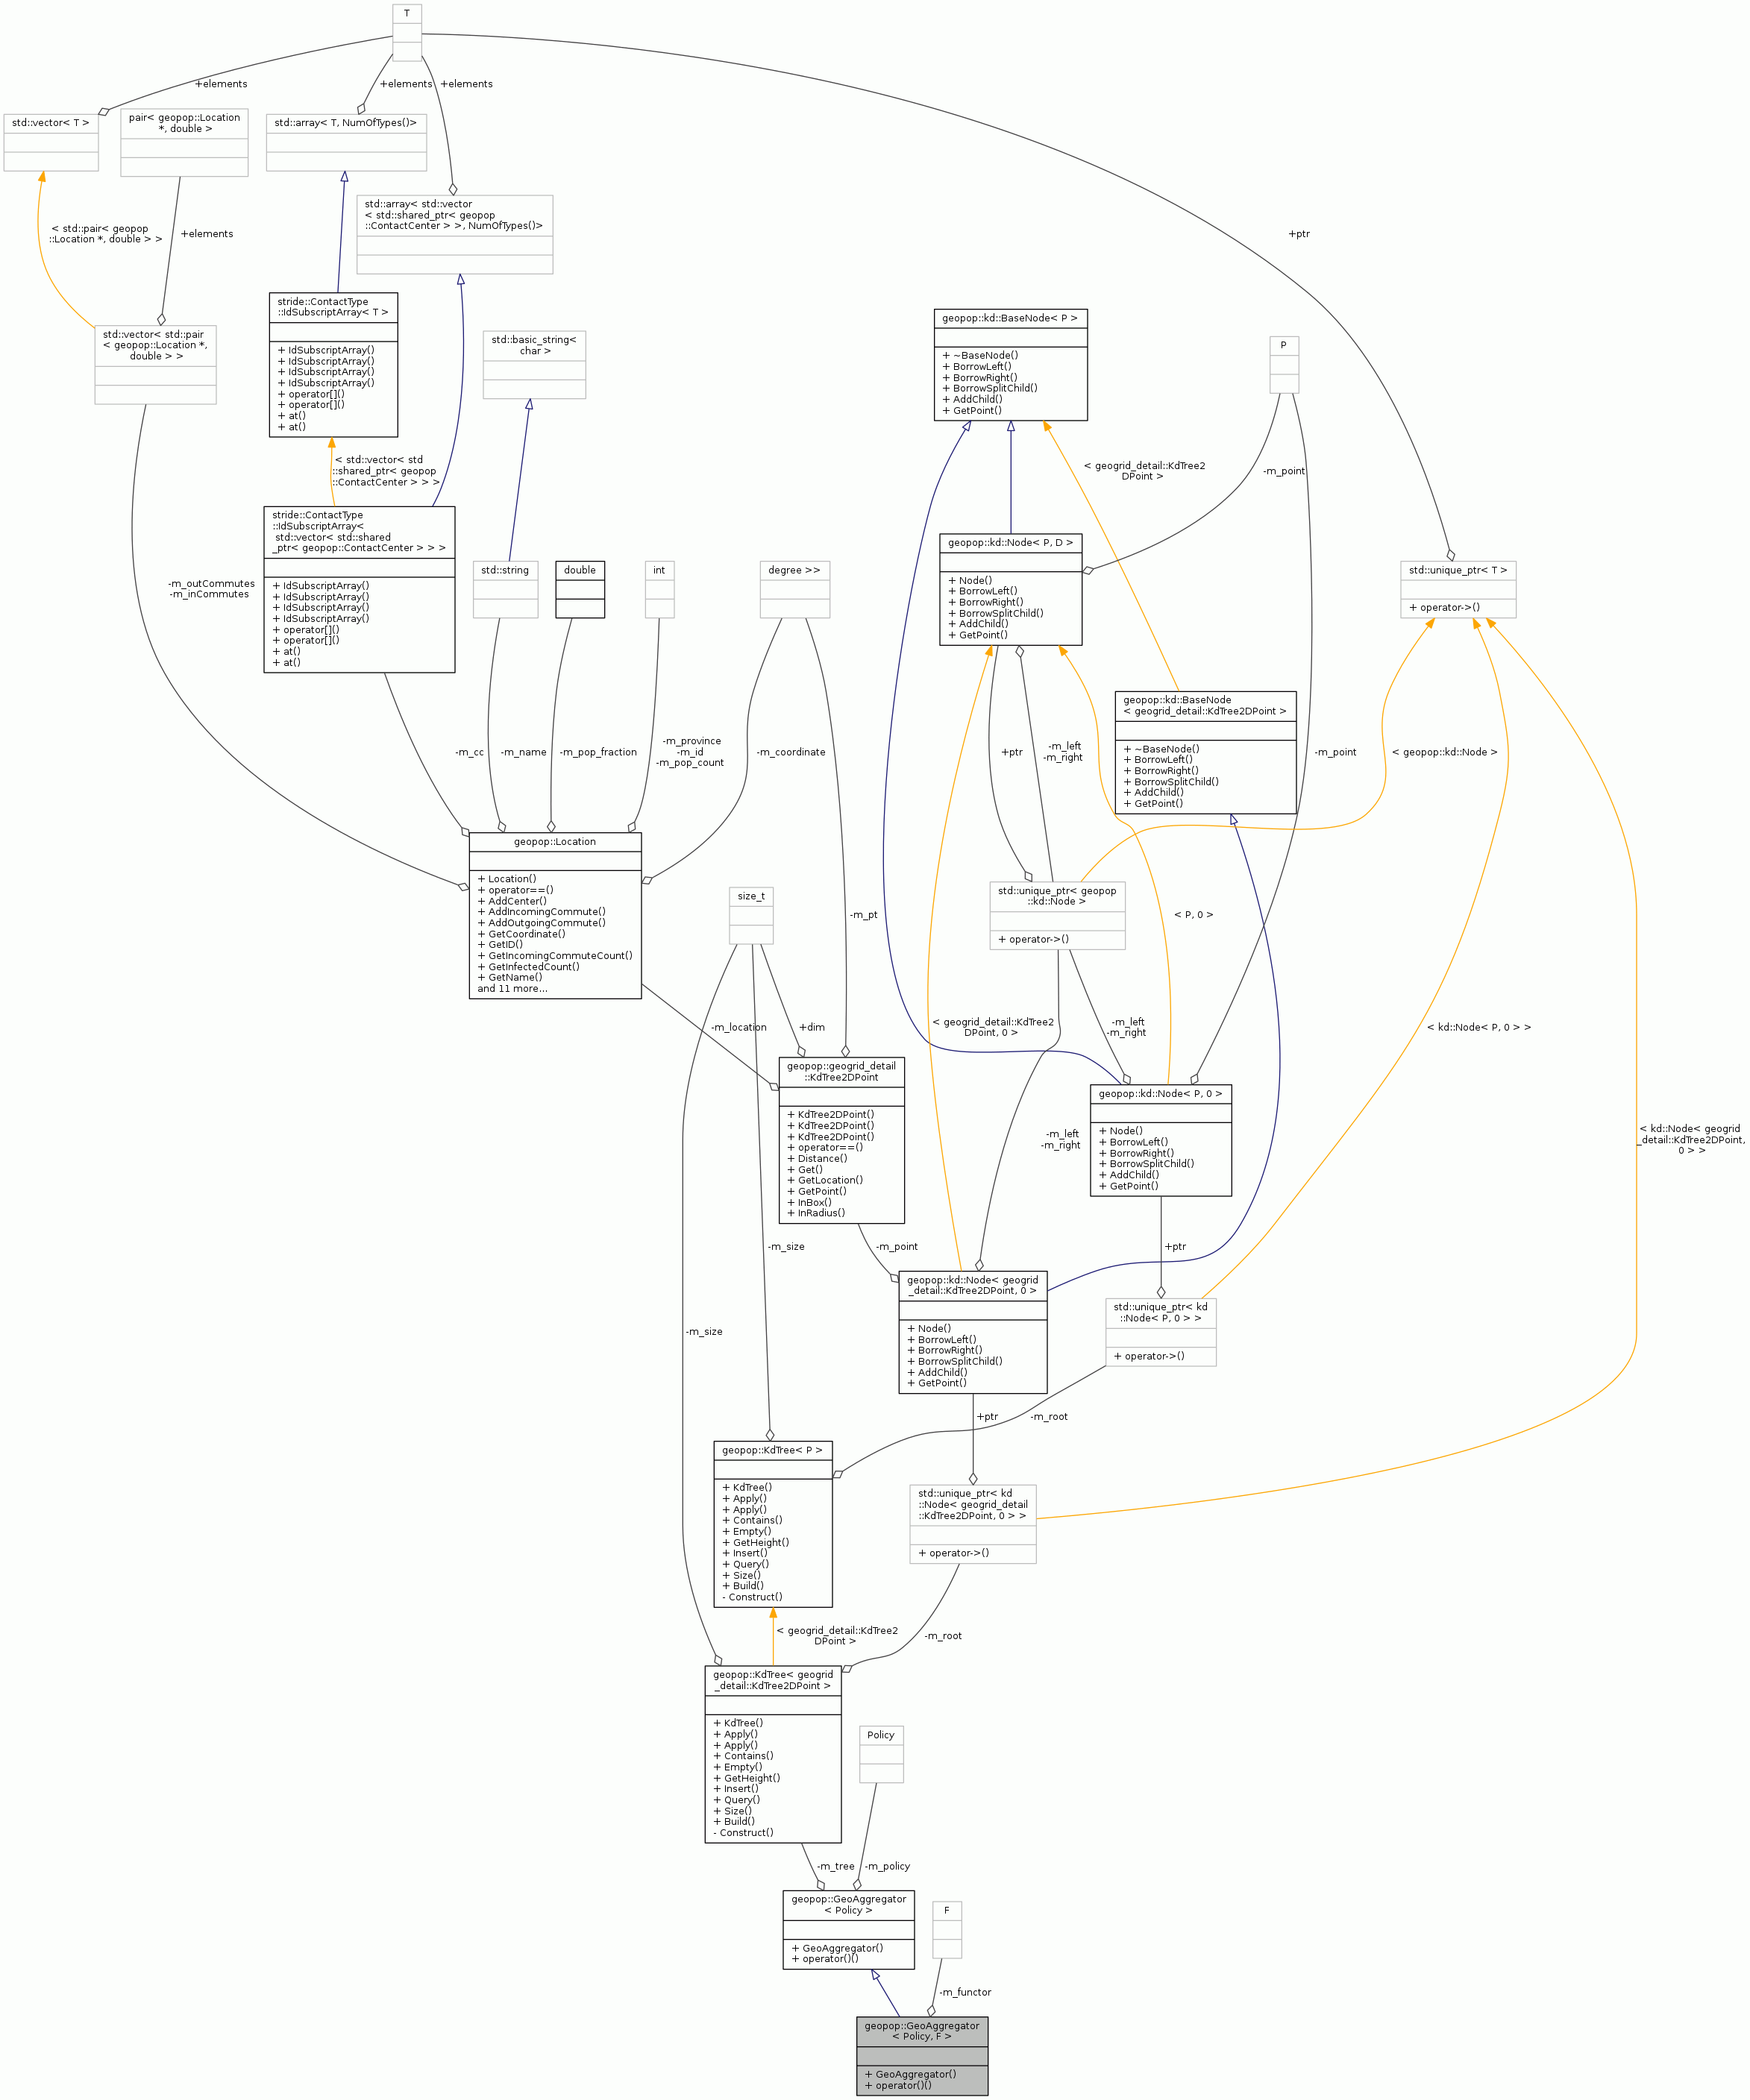 T
+elements
+elements
+elements
std::vector< T >
pair< geopop::Location
*, double >
std::array< T, NumOfTypes()>
std::array< std::vector
< std::shared_ptr< geopop
::ContactCenter > >, NumOfTypes()>
< std::pair< geopop
::Location *, double > >
+elements
+ptr
stride::ContactType
::IdSubscriptArray< T >
+ IdSubscriptArray()
+ IdSubscriptArray()
+ IdSubscriptArray()
+ IdSubscriptArray()
+ operator[]()
+ operator[]()
+ at()
+ at()
std::vector< std::pair
< geopop::Location *,
double > >
std::basic_string<
char >
geopop::kd::BaseNode< P >
+ ~BaseNode()
+ BorrowLeft()
+ BorrowRight()
+ BorrowSplitChild()
+ AddChild()
+ GetPoint()
P
< std::vector< std
::shared_ptr< geopop
::ContactCenter > > >
< geogrid_detail::KdTree2
DPoint >
-m_point
stride::ContactType
::IdSubscriptArray<
std::vector< std::shared
_ptr< geopop::ContactCenter > > >
+ IdSubscriptArray()
+ IdSubscriptArray()
+ IdSubscriptArray()
+ IdSubscriptArray()
+ operator[]()
+ operator[]()
+ at()
+ at()
std::string
double
int
degree >>
geopop::kd::Node< P, D >
+ Node()
+ BorrowLeft()
+ BorrowRight()
+ BorrowSplitChild()
+ AddChild()
+ GetPoint()
std::unique_ptr< T >
+ operator->()
-m_outCommutes
-m_inCommutes
geopop::kd::BaseNode
< geogrid_detail::KdTree2DPoint >
+ ~BaseNode()
+ BorrowLeft()
+ BorrowRight()
+ BorrowSplitChild()
+ AddChild()
+ GetPoint()
-m_cc
-m_name
-m_pop_fraction
-m_province
-m_id
-m_pop_count
-m_coordinate
+ptr
-m_left
-m_right
-m_point
< geopop::kd::Node >
geopop::Location
+ Location()
+ operator==()
+ AddCenter()
+ AddIncomingCommute()
+ AddOutgoingCommute()
+ GetCoordinate()
+ GetID()
+ GetIncomingCommuteCount()
+ GetInfectedCount()
+ GetName()
and 11 more...
size_t
-m_pt
std::unique_ptr< geopop
::kd::Node >
+ operator->()
< P, 0 >
-m_location
+dim
< geogrid_detail::KdTree2
DPoint, 0 >
-m_left
-m_right
< kd::Node< P, 0 > >
geopop::geogrid_detail
::KdTree2DPoint
+ KdTree2DPoint()
+ KdTree2DPoint()
+ KdTree2DPoint()
+ operator==()
+ Distance()
+ Get()
+ GetLocation()
+ GetPoint()
+ InBox()
+ InRadius()
-m_left
-m_right
geopop::kd::Node< P, 0 >
+ Node()
+ BorrowLeft()
+ BorrowRight()
+ BorrowSplitChild()
+ AddChild()
+ GetPoint()
< kd::Node< geogrid
_detail::KdTree2DPoint,
0 > >
-m_size
-m_point
+ptr
geopop::kd::Node< geogrid
_detail::KdTree2DPoint, 0 >
+ Node()
+ BorrowLeft()
+ BorrowRight()
+ BorrowSplitChild()
+ AddChild()
+ GetPoint()
std::unique_ptr< kd
::Node< P, 0 > >
+ operator->()
-m_size
+ptr
-m_root
geopop::KdTree< P >
+ KdTree()
+ Apply()
+ Apply()
+ Contains()
+ Empty()
+ GetHeight()
+ Insert()
+ Query()
+ Size()
+ Build()
- Construct()
std::unique_ptr< kd
::Node< geogrid_detail
::KdTree2DPoint, 0 > >
+ operator->()
< geogrid_detail::KdTree2
DPoint >
-m_root
geopop::KdTree< geogrid
_detail::KdTree2DPoint >
+ KdTree()
+ Apply()
+ Apply()
+ Contains()
+ Empty()
+ GetHeight()
+ Insert()
+ Query()
+ Size()
+ Build()
- Construct()
Policy
-m_tree
-m_policy
geopop::GeoAggregator
< Policy >
+ GeoAggregator()
+ operator()()
F
-m_functor
geopop::GeoAggregator
< Policy, F >
+ GeoAggregator()
+ operator()()